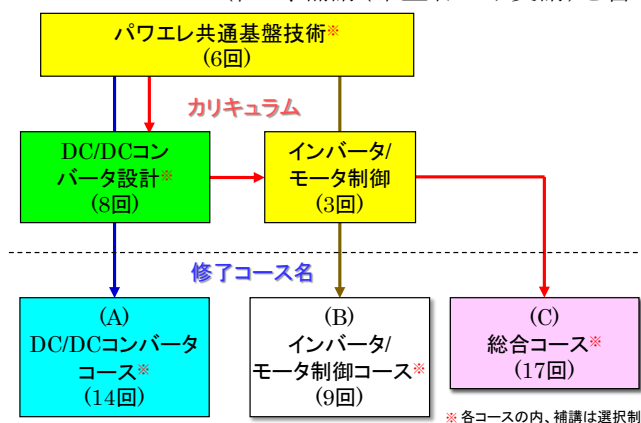 パワエレ共通基盤技術※
(6回)
カリキュラム
DC/DCコン
バータ設計※
(8回)
インバータ/
モータ制御
(3回)
修了コース名
(A)
DC/DCコンバータ
コース※
(14回)
(B)
インバータ/
モータ制御コース※
(9回)
(C)
総合コース※
(17回)
※ 各コースの内、補講は選択制